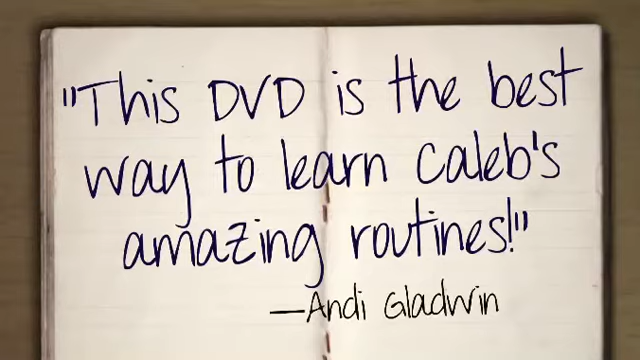 "This DVD is the best
way to learn Caleb's
amazing routines!"
—Andi Gladwin